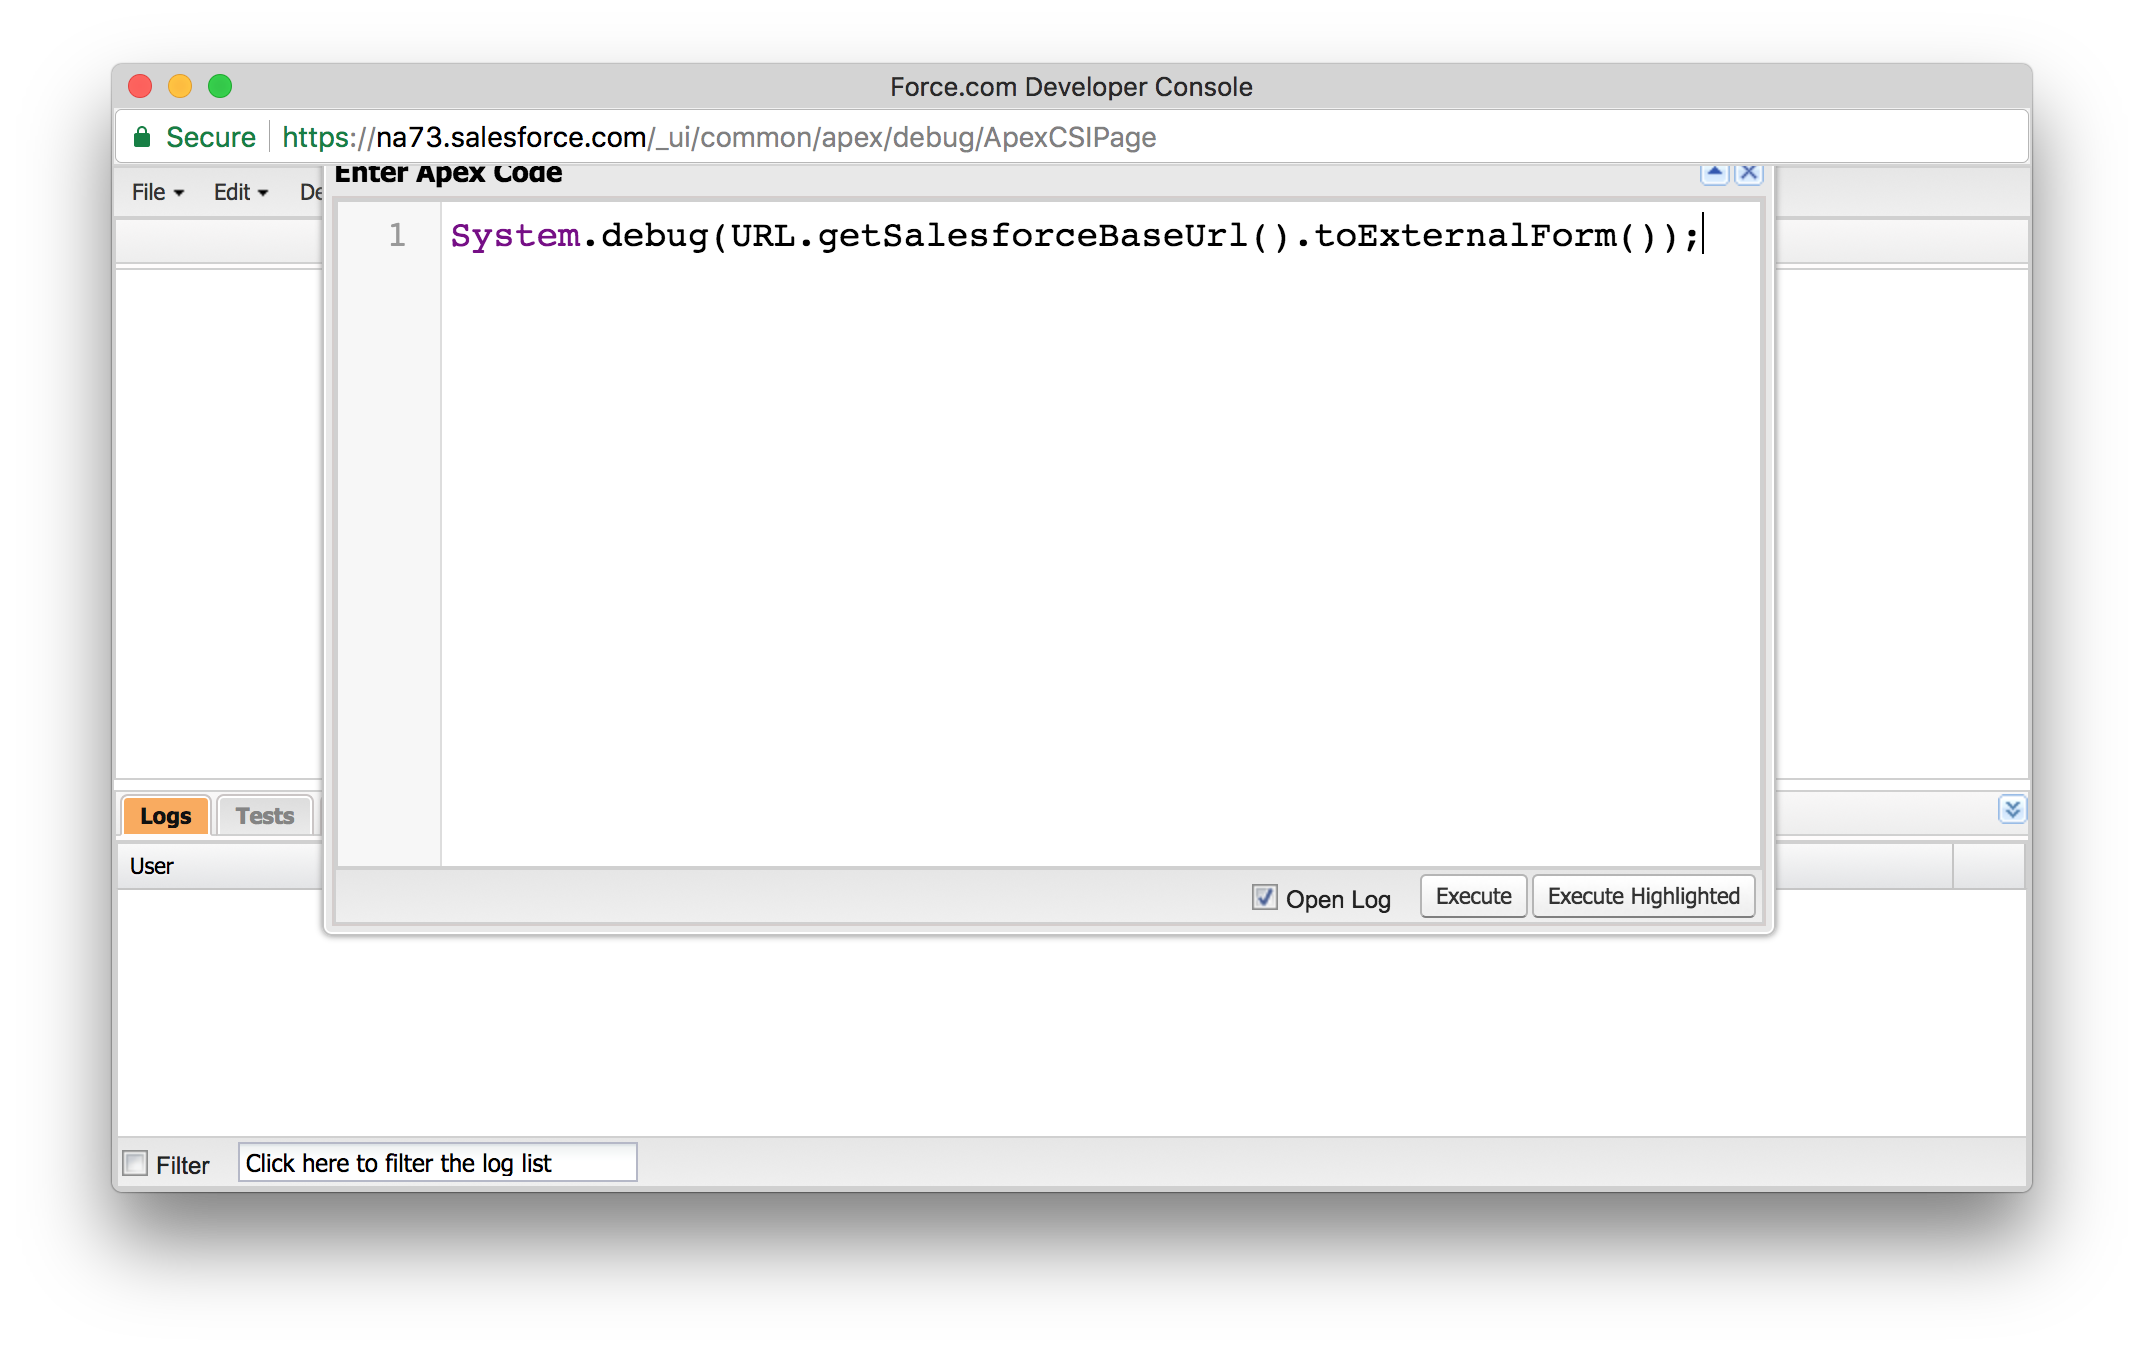 Force.com Developer Console
Secure https://na73.salesforce.com/_ui/common/apex/debug/ApexCSIPage
File Edit De
Enter Apex Code
1 System.debug(URL.getSalesforceBaseUrl().toExternalForm());
Logs Tests
User
Open Log Execute Execute Highlighted
Filter Click here to filter the log list